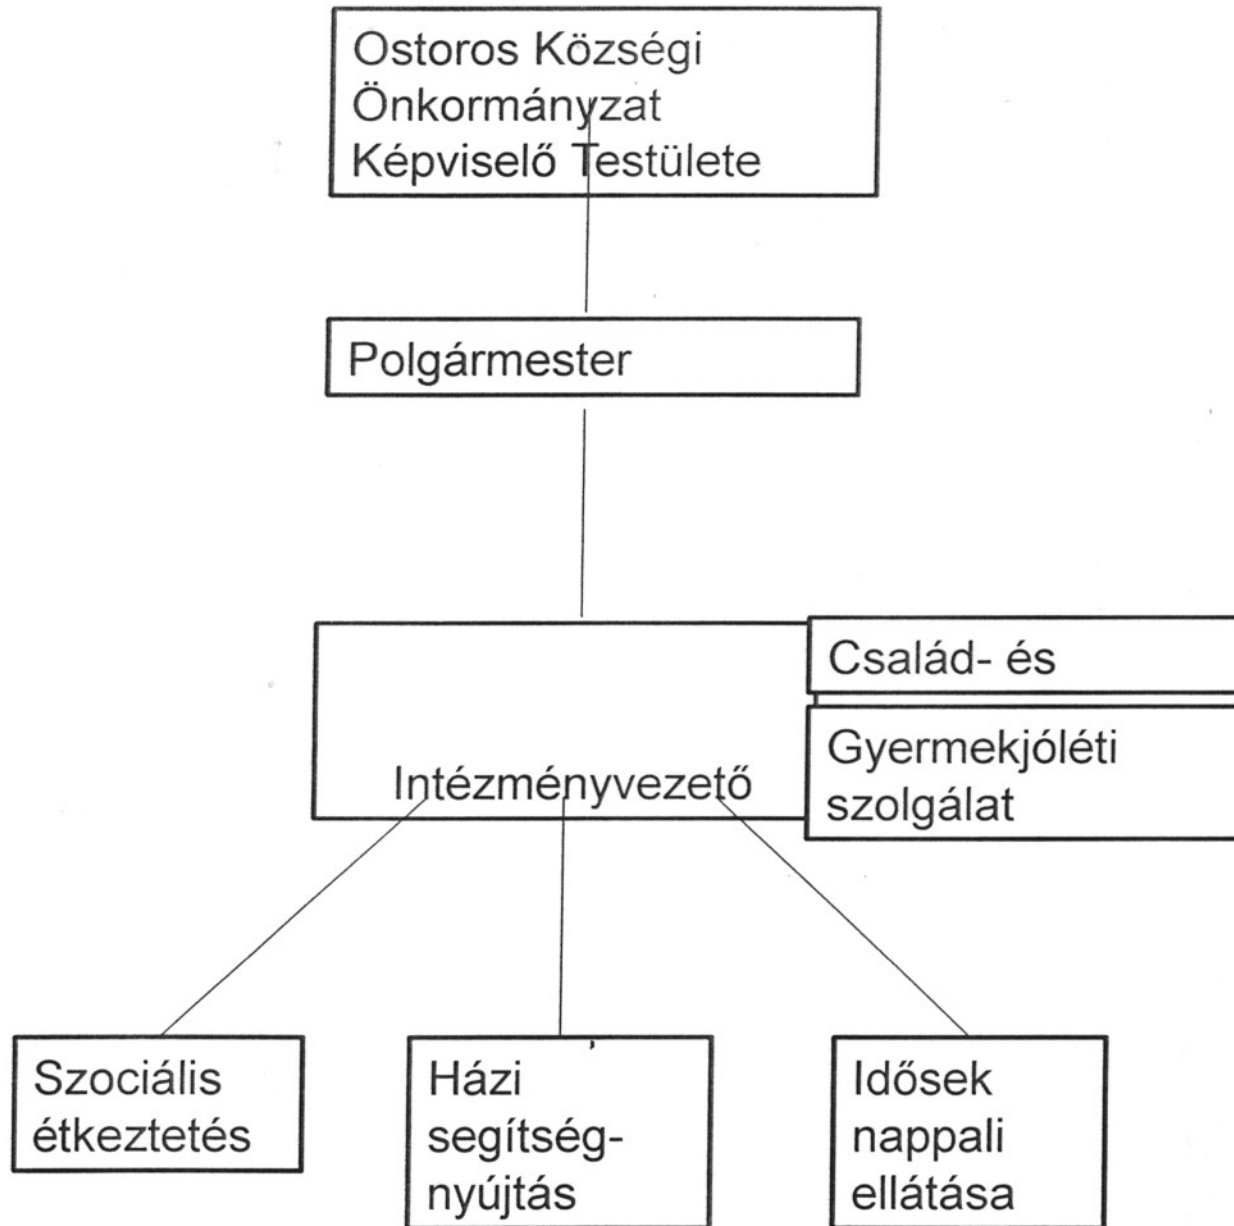 Ostoros Községi
Önkormányzat
Képviselő Testülete
Polgármester
Intézményvezető
Család- és
Gyermekjóléti
szolgálat
Szociális
étkeztetés
Házi
segítség-
nyújtás
Idősek
nappali
ellátása